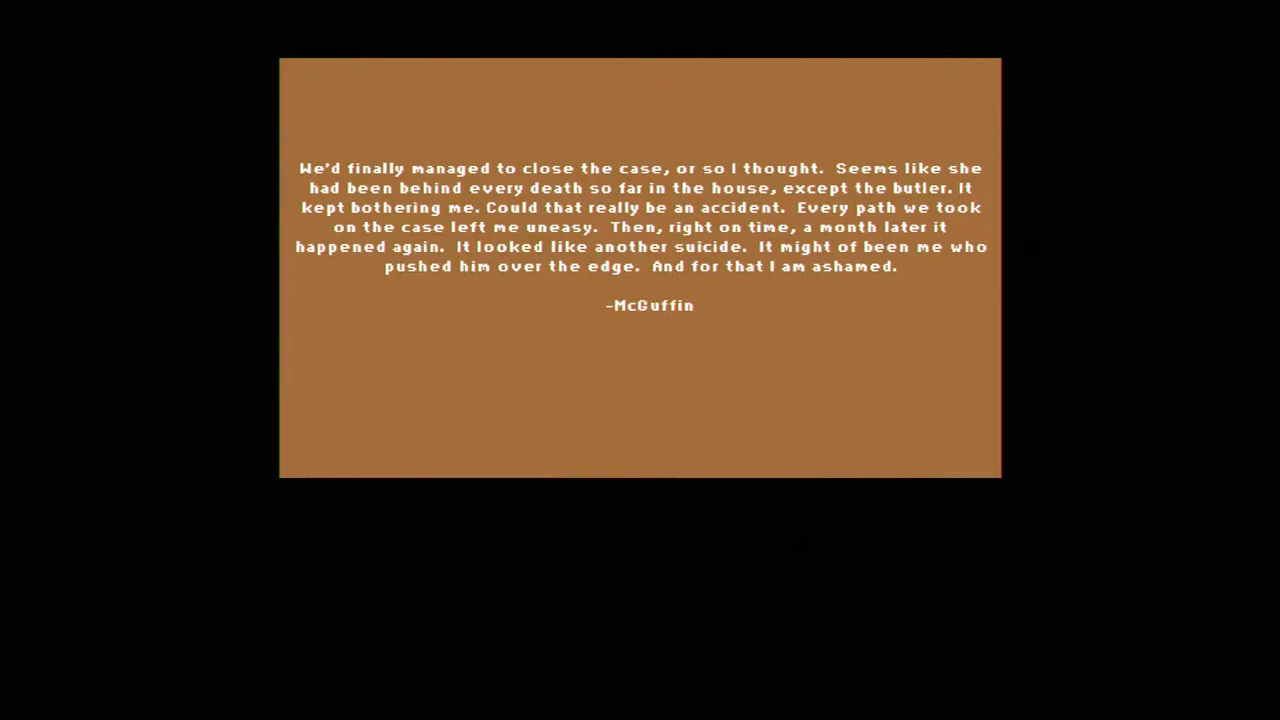 We'd finally managed to close the case, or so I thought.  Seems like she
had been behind every death so far in the house, except the butler. It
kept bothering me. Could that really be an accident.  Every path we took
on the case left me uneasy.  Then, right on time, a month later it
happened again.  It looked like another suicide.  It might of been me who
pushed him over the edge.  And for that I am ashamed.
-McGuffin